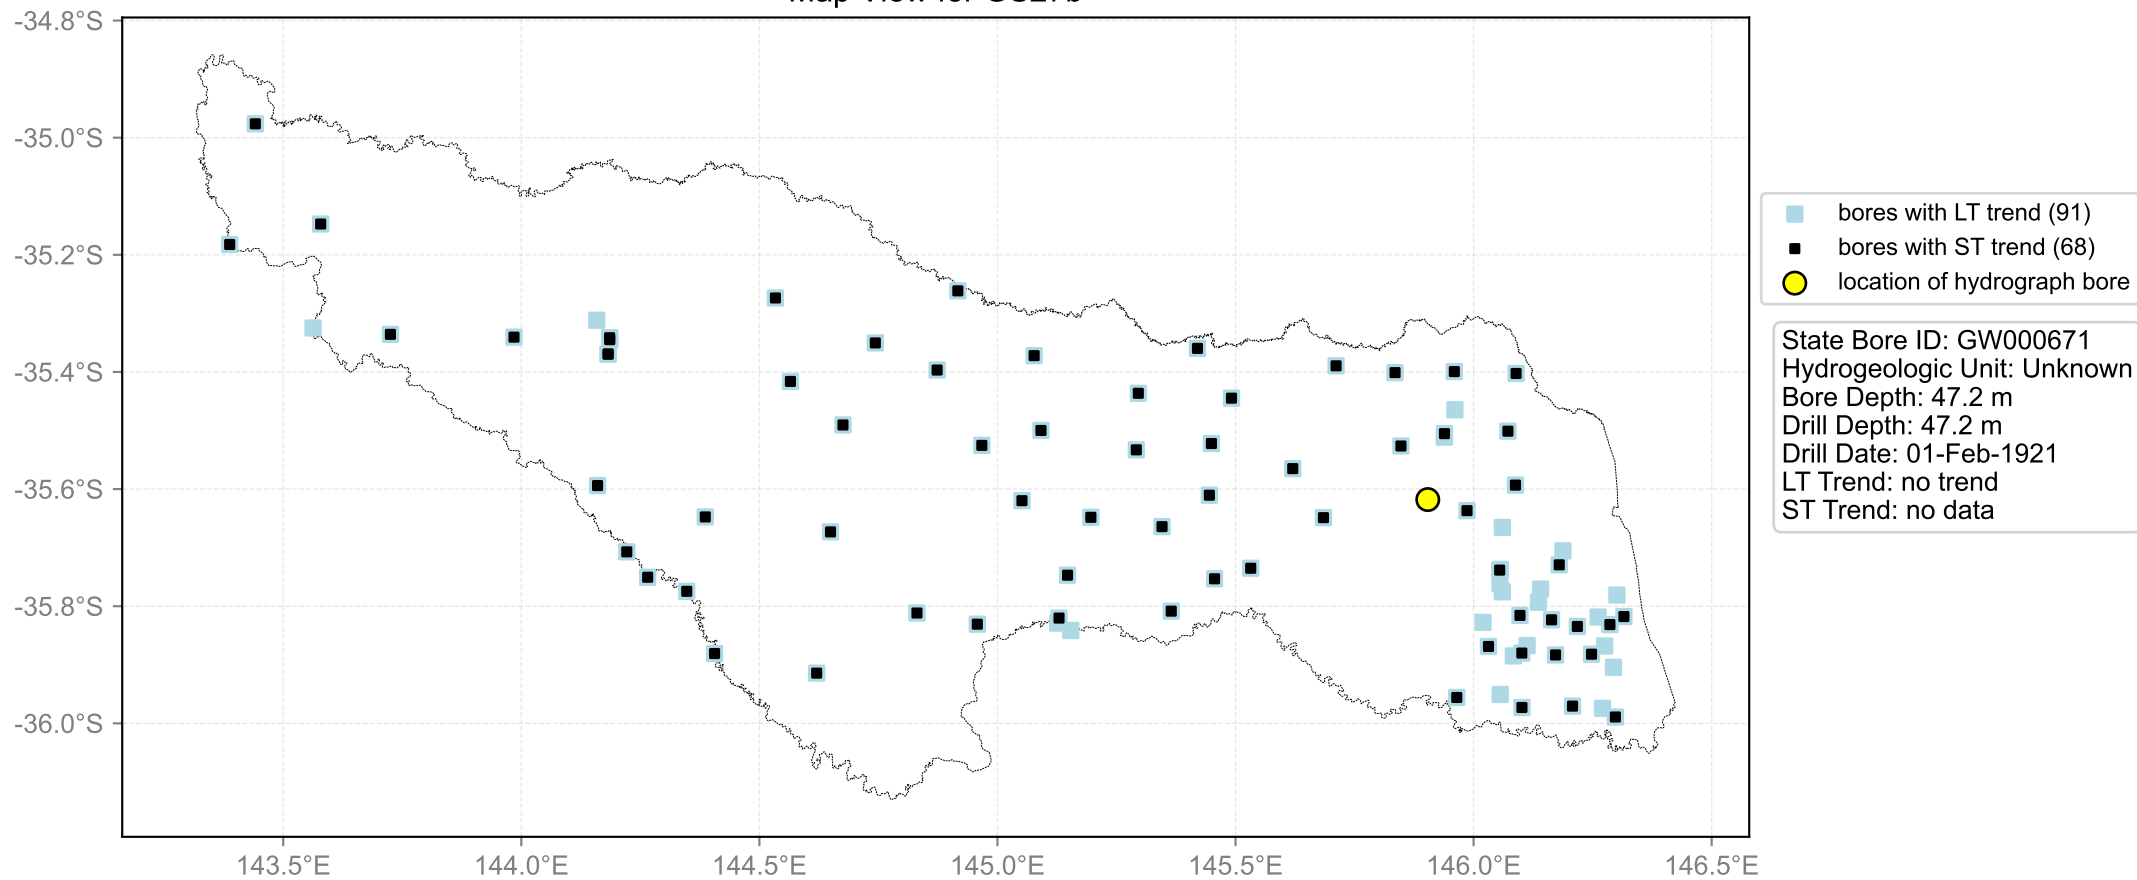 -34.8°S
-35.0°S
-35.2°S
-35.4°S
-35.6°S
-35.8°S
-36.0°S
143.5°E 144.0°E 144.5°E 145.0°E 145.5°E 146.0°E 146.5°E
bores with LT trend (91)
bores with ST trend (68)
location of hydrograph bore
State Bore ID: GW000671
Hydrogeologic Unit: Unknown
Bore Depth: 47.2 m
Drill Depth: 47.2 m
Drill Date: 01-Feb-1921
LT Trend: no trend
ST Trend: no data